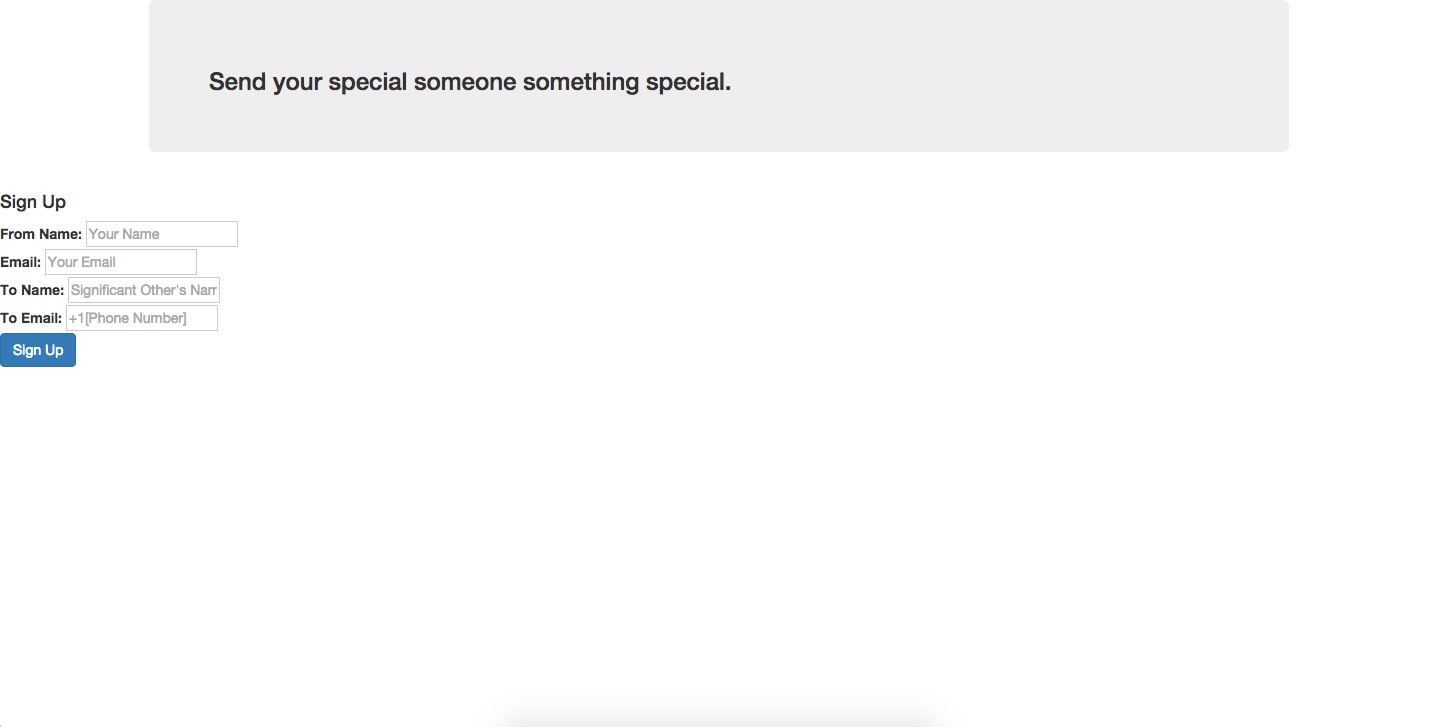 Send your special someone something special.
Sign Up
From Name: Your Name
Email: Your Email
To Name: Significant Other's Nam
To Email: +1[Phone Number]
Sign Up